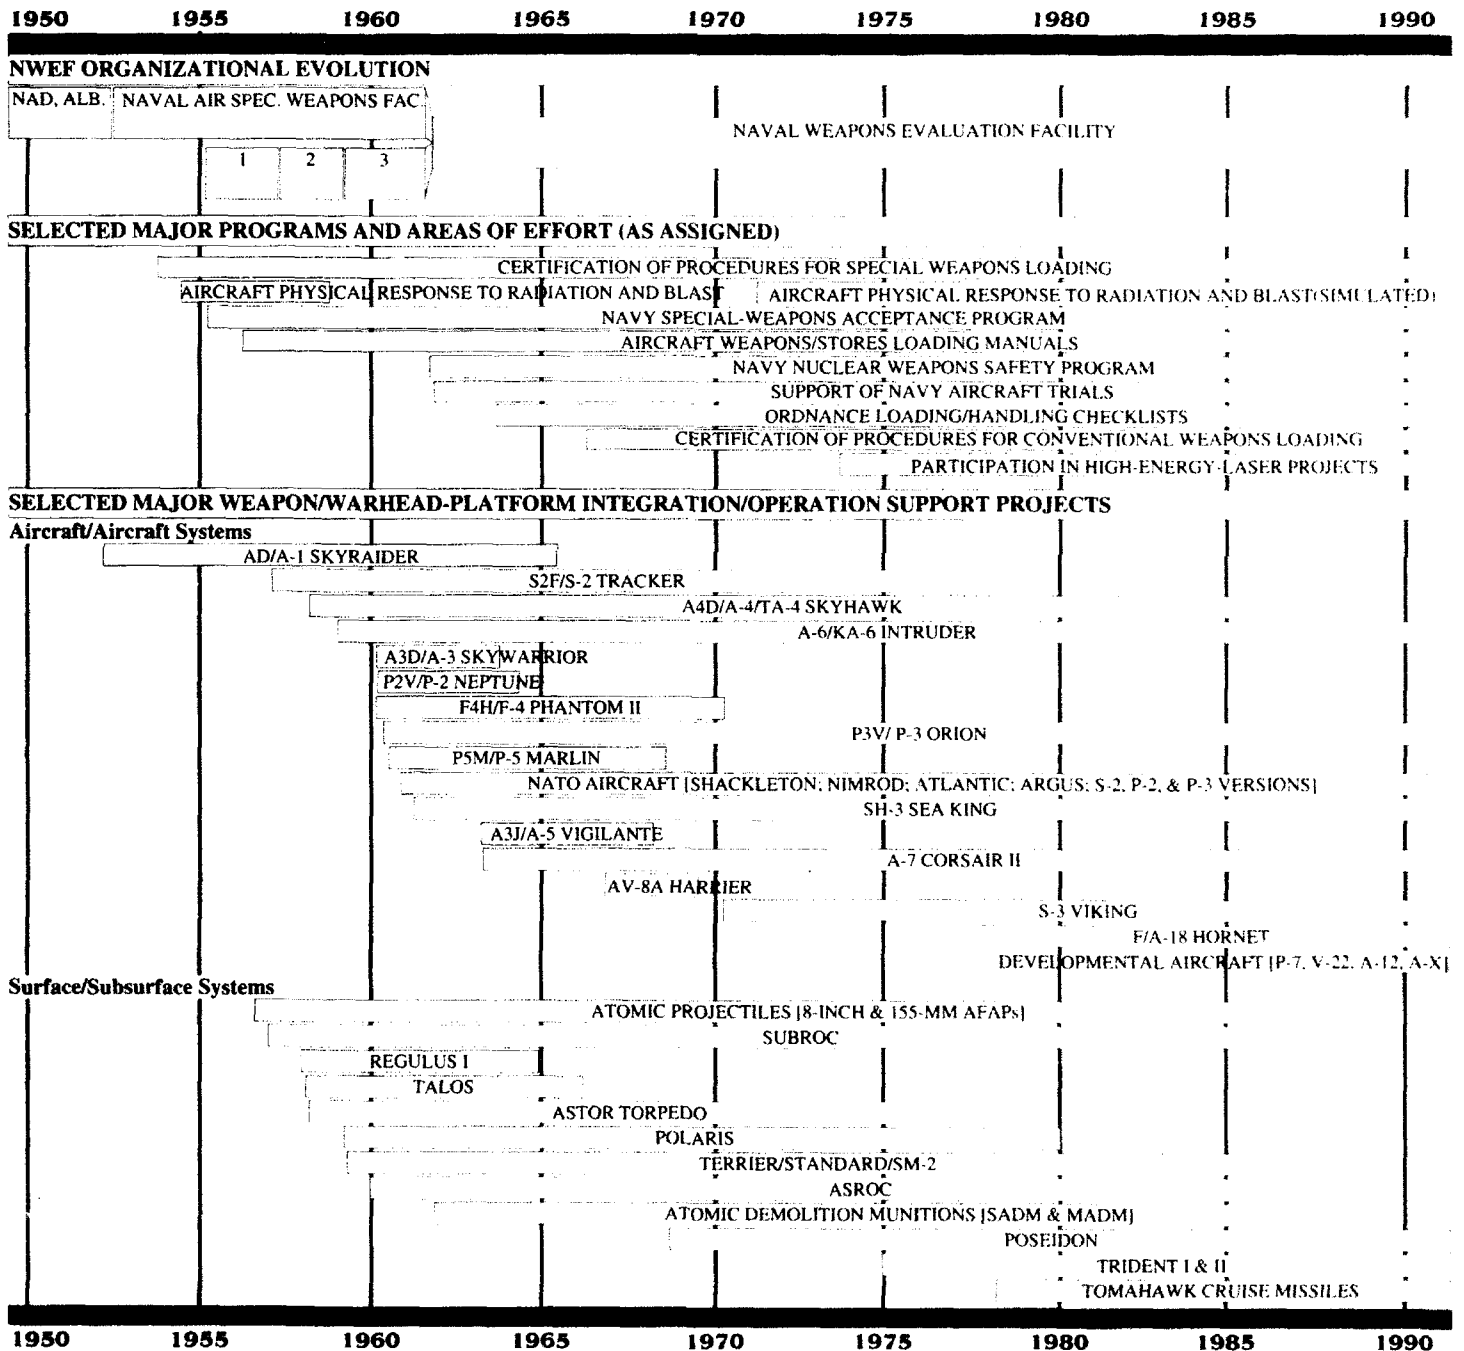 1950 1955 1960 1965 1970 1975 1980 1985 1990
NWEF ORGANIZATIONAL EVOLUTION
NAD, ALB. NAVAL AIR SPEC. WEAPONS FAC.
NAVAL WEAPONS EVALUATION FACILITY
1 2 3
SELECTED MAJOR PROGRAMS AND AREAS OF EFFORT (AS ASSIGNED)
CERTIFICATION OF PROCEDURES FOR SPECIAL WEAPONS LOADING
AIRCRAFT PHYSICAL RESPONSE TO RADIATION AND BLAST AIRCRAFT PHYSICAL RESPONSE TO RADIATION AND BLAST(SIMULATED)
NAVY SPECIAL-WEAPONS ACCEPTANCE PROGRAM
AIRCRAFT WEAPONS/STORES LOADING MANUALS
NAVY NUCLEAR WEAPONS SAFETY PROGRAM
SUPPORT OF NAVY AIRCRAFT TRIALS
ORDNANCE LOADING/HANDLING CHECKLISTS
CERTIFICATION OF PROCEDURES FOR CONVENTIONAL WEAPONS LOADING
PARTICIPATION IN HIGH-ENERGY-LASER PROJECTS
SELECTED MAJOR WEAPON/WARHEAD-PLATFORM INTEGRATION/OPERATION SUPPORT PROJECTS
Aircraft/Aircraft Systems
AD/A-1 SKYRAIDER
S2F/S-2 TRACKER
A4D/A-4/TA-4 SKYHAWK
A-6/KA-6 INTRUDER
A3D/A-3 SKYWARRIOR
P2V/P-2 NEPTUNE
F4H/F-4 PHANTOM II
P3V/ P-3 ORION
P5M/P-5 MARLIN
NATO AIRCRAFT [SHACKLETON; NIMROD; ATLANTIC; ARGUS; S-2, P-2, & P-3 VERSIONS]
SH-3 SEA KING
A3J/A-5 VIGILANTE
A-7 CORSAIR II
AV-8A HARRIER
S-3 VIKING
F/A-18 HORNET
DEVELOPMENTAL AIRCRAFT [P-7, V-22, A-12, A-X]
Surface/Subsurface Systems
ATOMIC PROJECTILES [8-INCH & 155-MM AFAPs]
SUBROC
REGULUS I
TALOS
ASTOR TORPEDO
POLARIS
TERRIER/STANDARD/SM-2
ASROC
ATOMIC DEMOLITION MUNITIONS [SADM & MADM]
POSEIDON
TRIDENT I & II
TOMAHAWK CRUISE MISSILES
1950 1955 1960 1965 1970 1975 1980 1985 1990